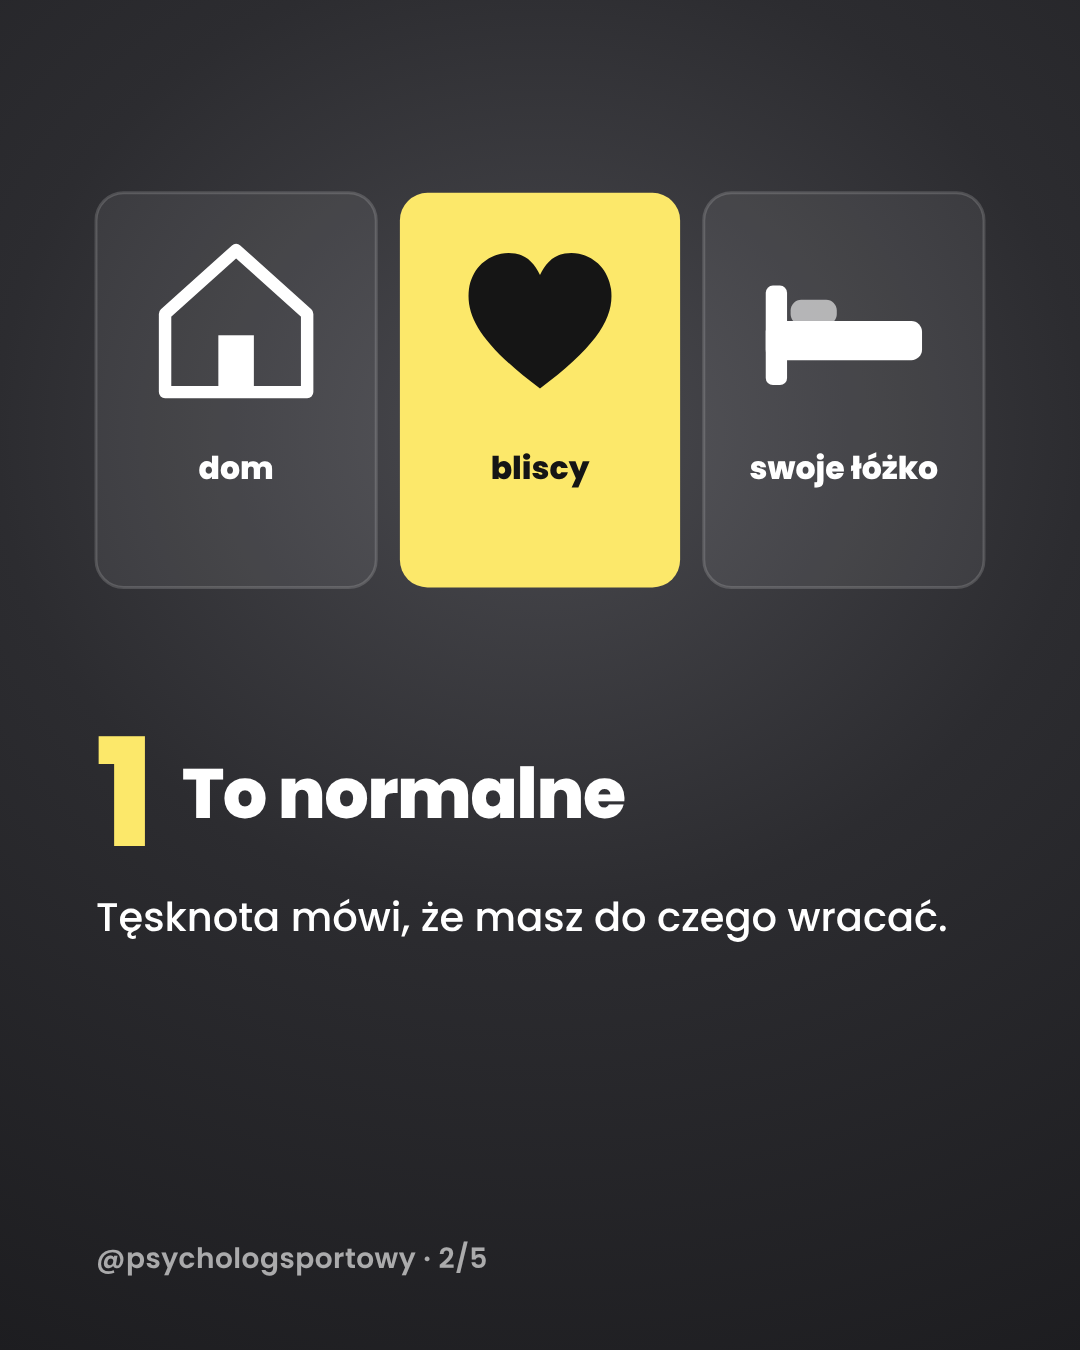 dom
bliscy
swoje łóżko
1 To normalne
Tęsknota mówi, że masz do czego wracać.
@psychologsportowy · 2/5